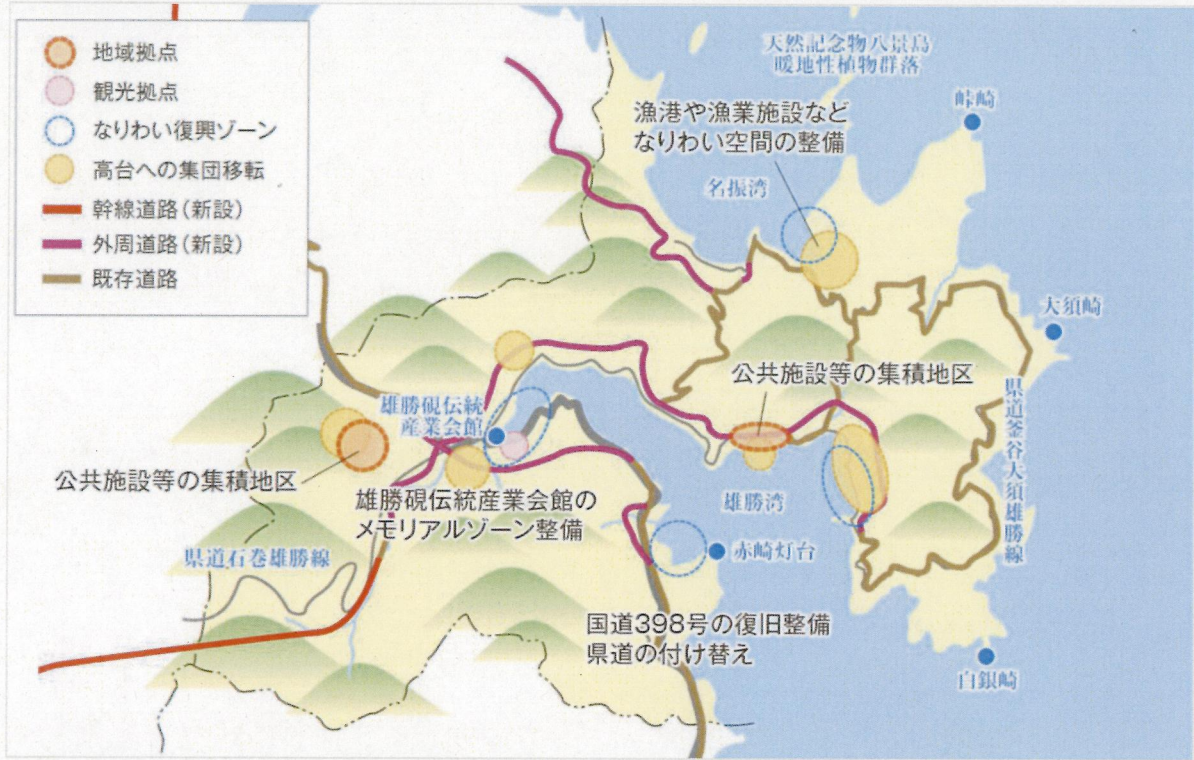 地域拠点
観光拠点
なりわい復興ゾーン
高台への集団移転
幹線道路(新設)
外周道路(新設)
既存道路
天然記念物八景島
暖地性植物群落
峠崎
漁港や漁業施設など
なりわい空間の整備
名振湾
大須崎
公共施設等の集積地区
県道釜谷大須雄勝線
雄勝硯伝統
産業会館
公共施設等の集積地区
雄勝硯伝統産業会館の
メモリアルゾーン整備
雄勝湾
赤崎灯台
県道石巻雄勝線
国道398号の復旧整備
県道の付け替え
白銀崎